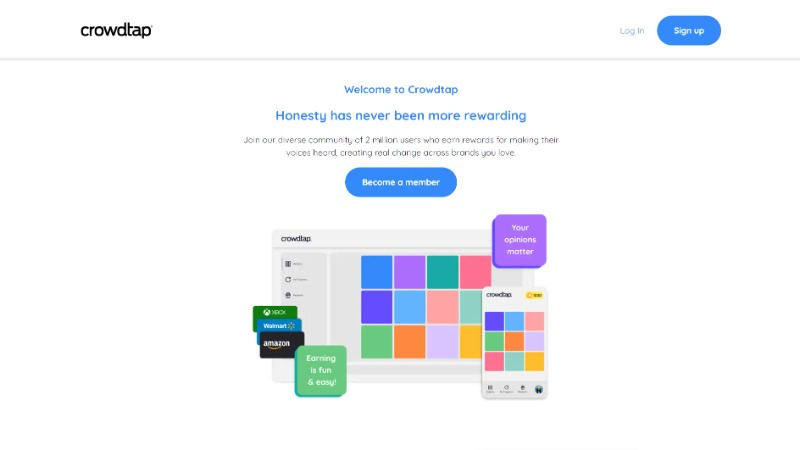 crowdtap
Log In
Sign up
Welcome to Crowdtap
Honesty has never been more rewarding
Join our diverse community of 2 million users who earn rewards for making their
voices heard, creating real change across brands you love.
Become a member
crowdtap.
Your
opinions
matter
crowdtap.
XBOX
Walmart
amazon
Earning
is fun
& easy!